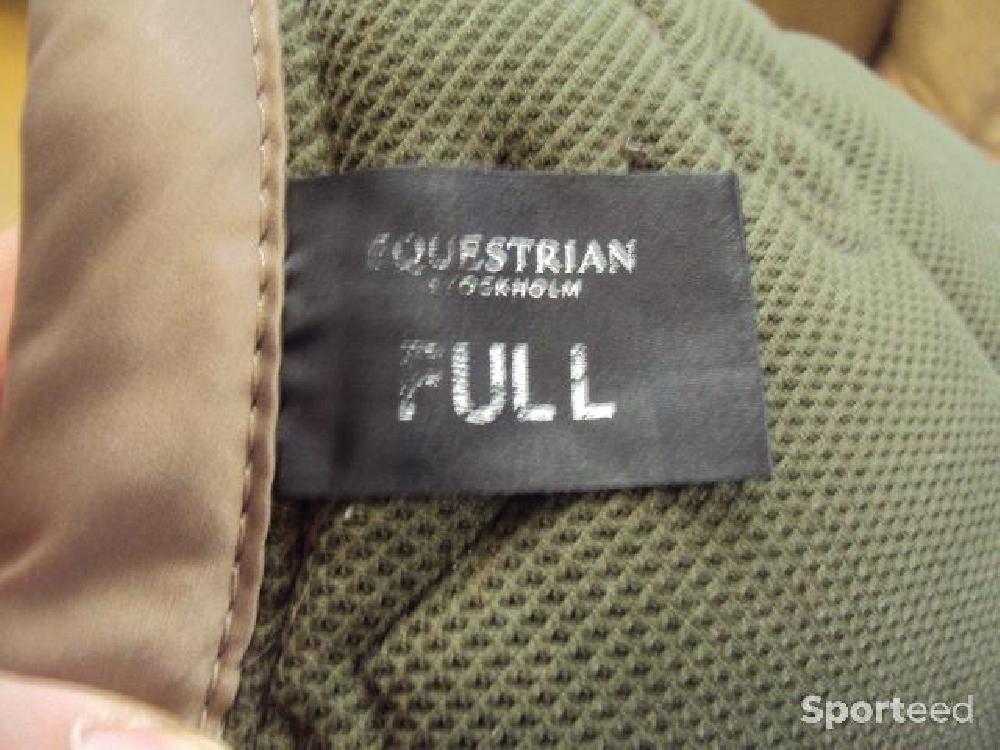 EQUESTRIAN
STOCKHOLM
FULL
Sporteed